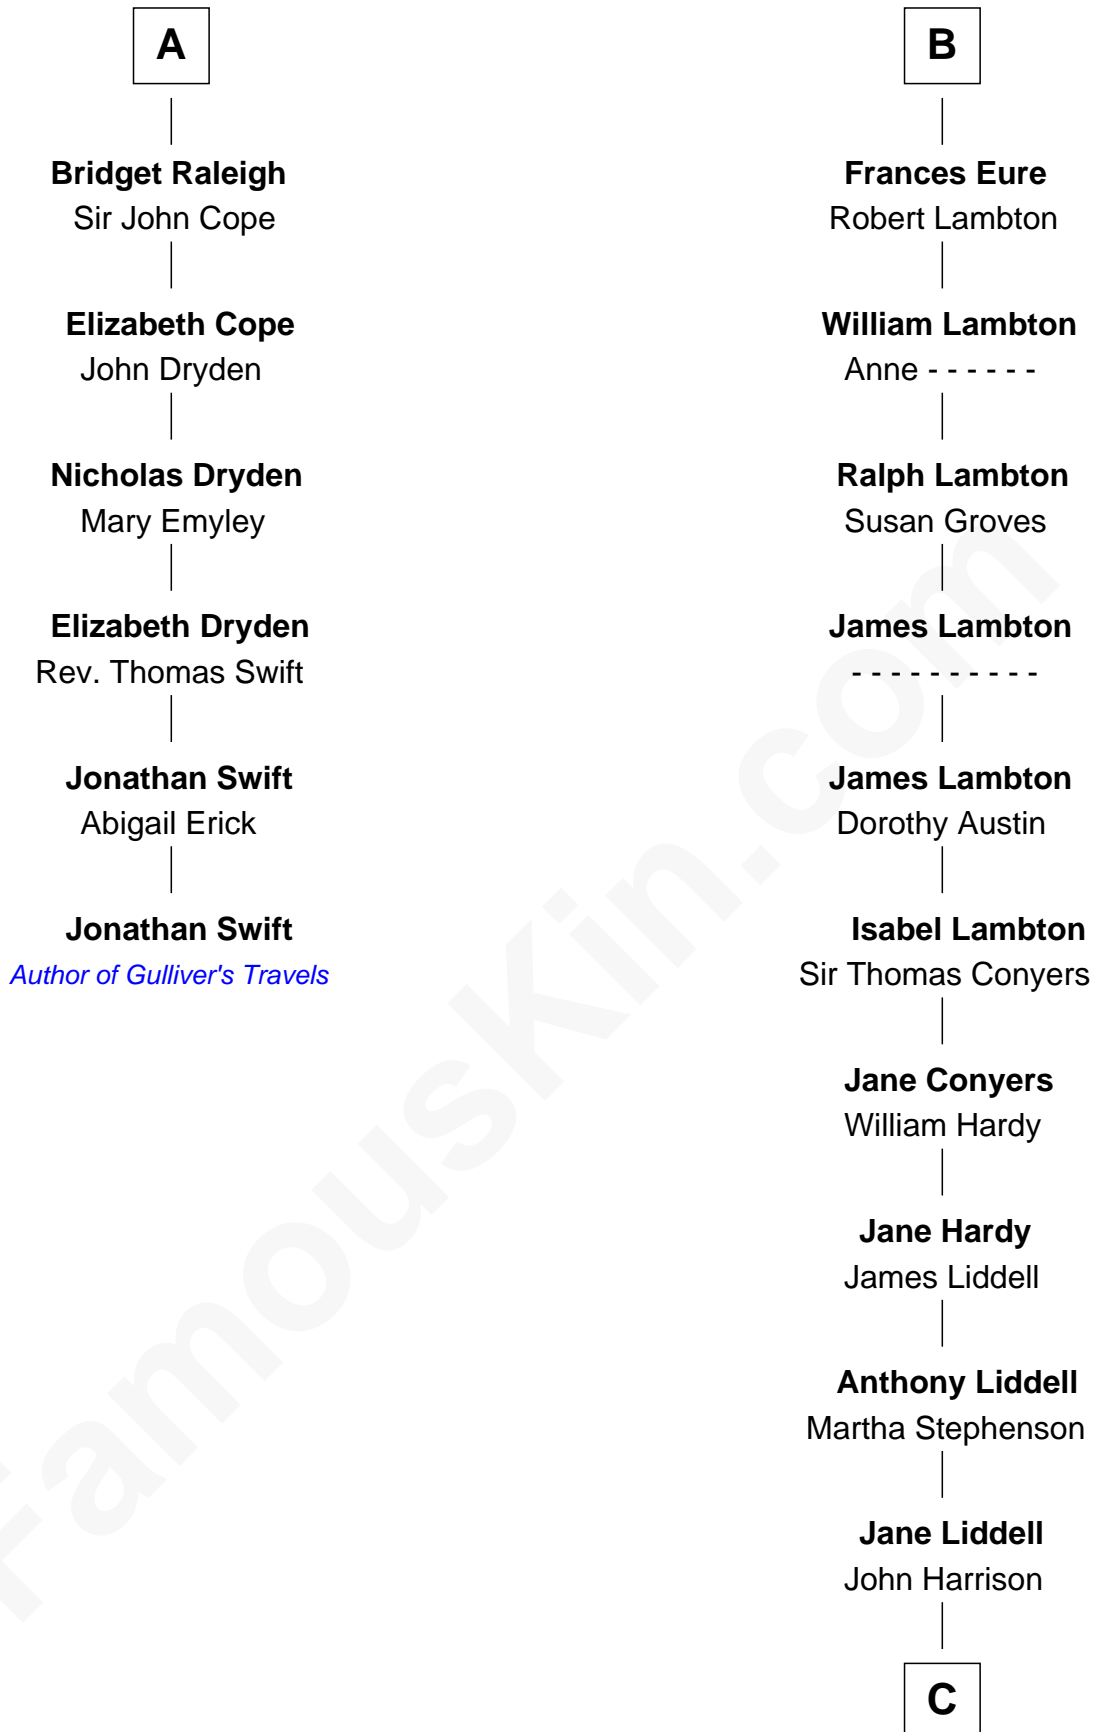 A
Bridget Raleigh
Sir John Cope
Elizabeth Cope
John Dryden
Nicholas Dryden
Mary Emyley
Elizabeth Dryden
Rev. Thomas Swift
Jonathan Swift
Abigail Erick
Jonathan Swift
Author of Gulliver's Travels
B
Frances Eure
Robert Lambton
William Lambton
Anne - - - - - -
Ralph Lambton
Susan Groves
James Lambton
- - - - - - - - - -
James Lambton
Dorothy Austin
Isabel Lambton
Sir Thomas Conyers
Jane Conyers
William Hardy
Jane Hardy
James Liddell
Anthony Liddell
Martha Stephenson
Jane Liddell
John Harrison
C
FamousKin.com